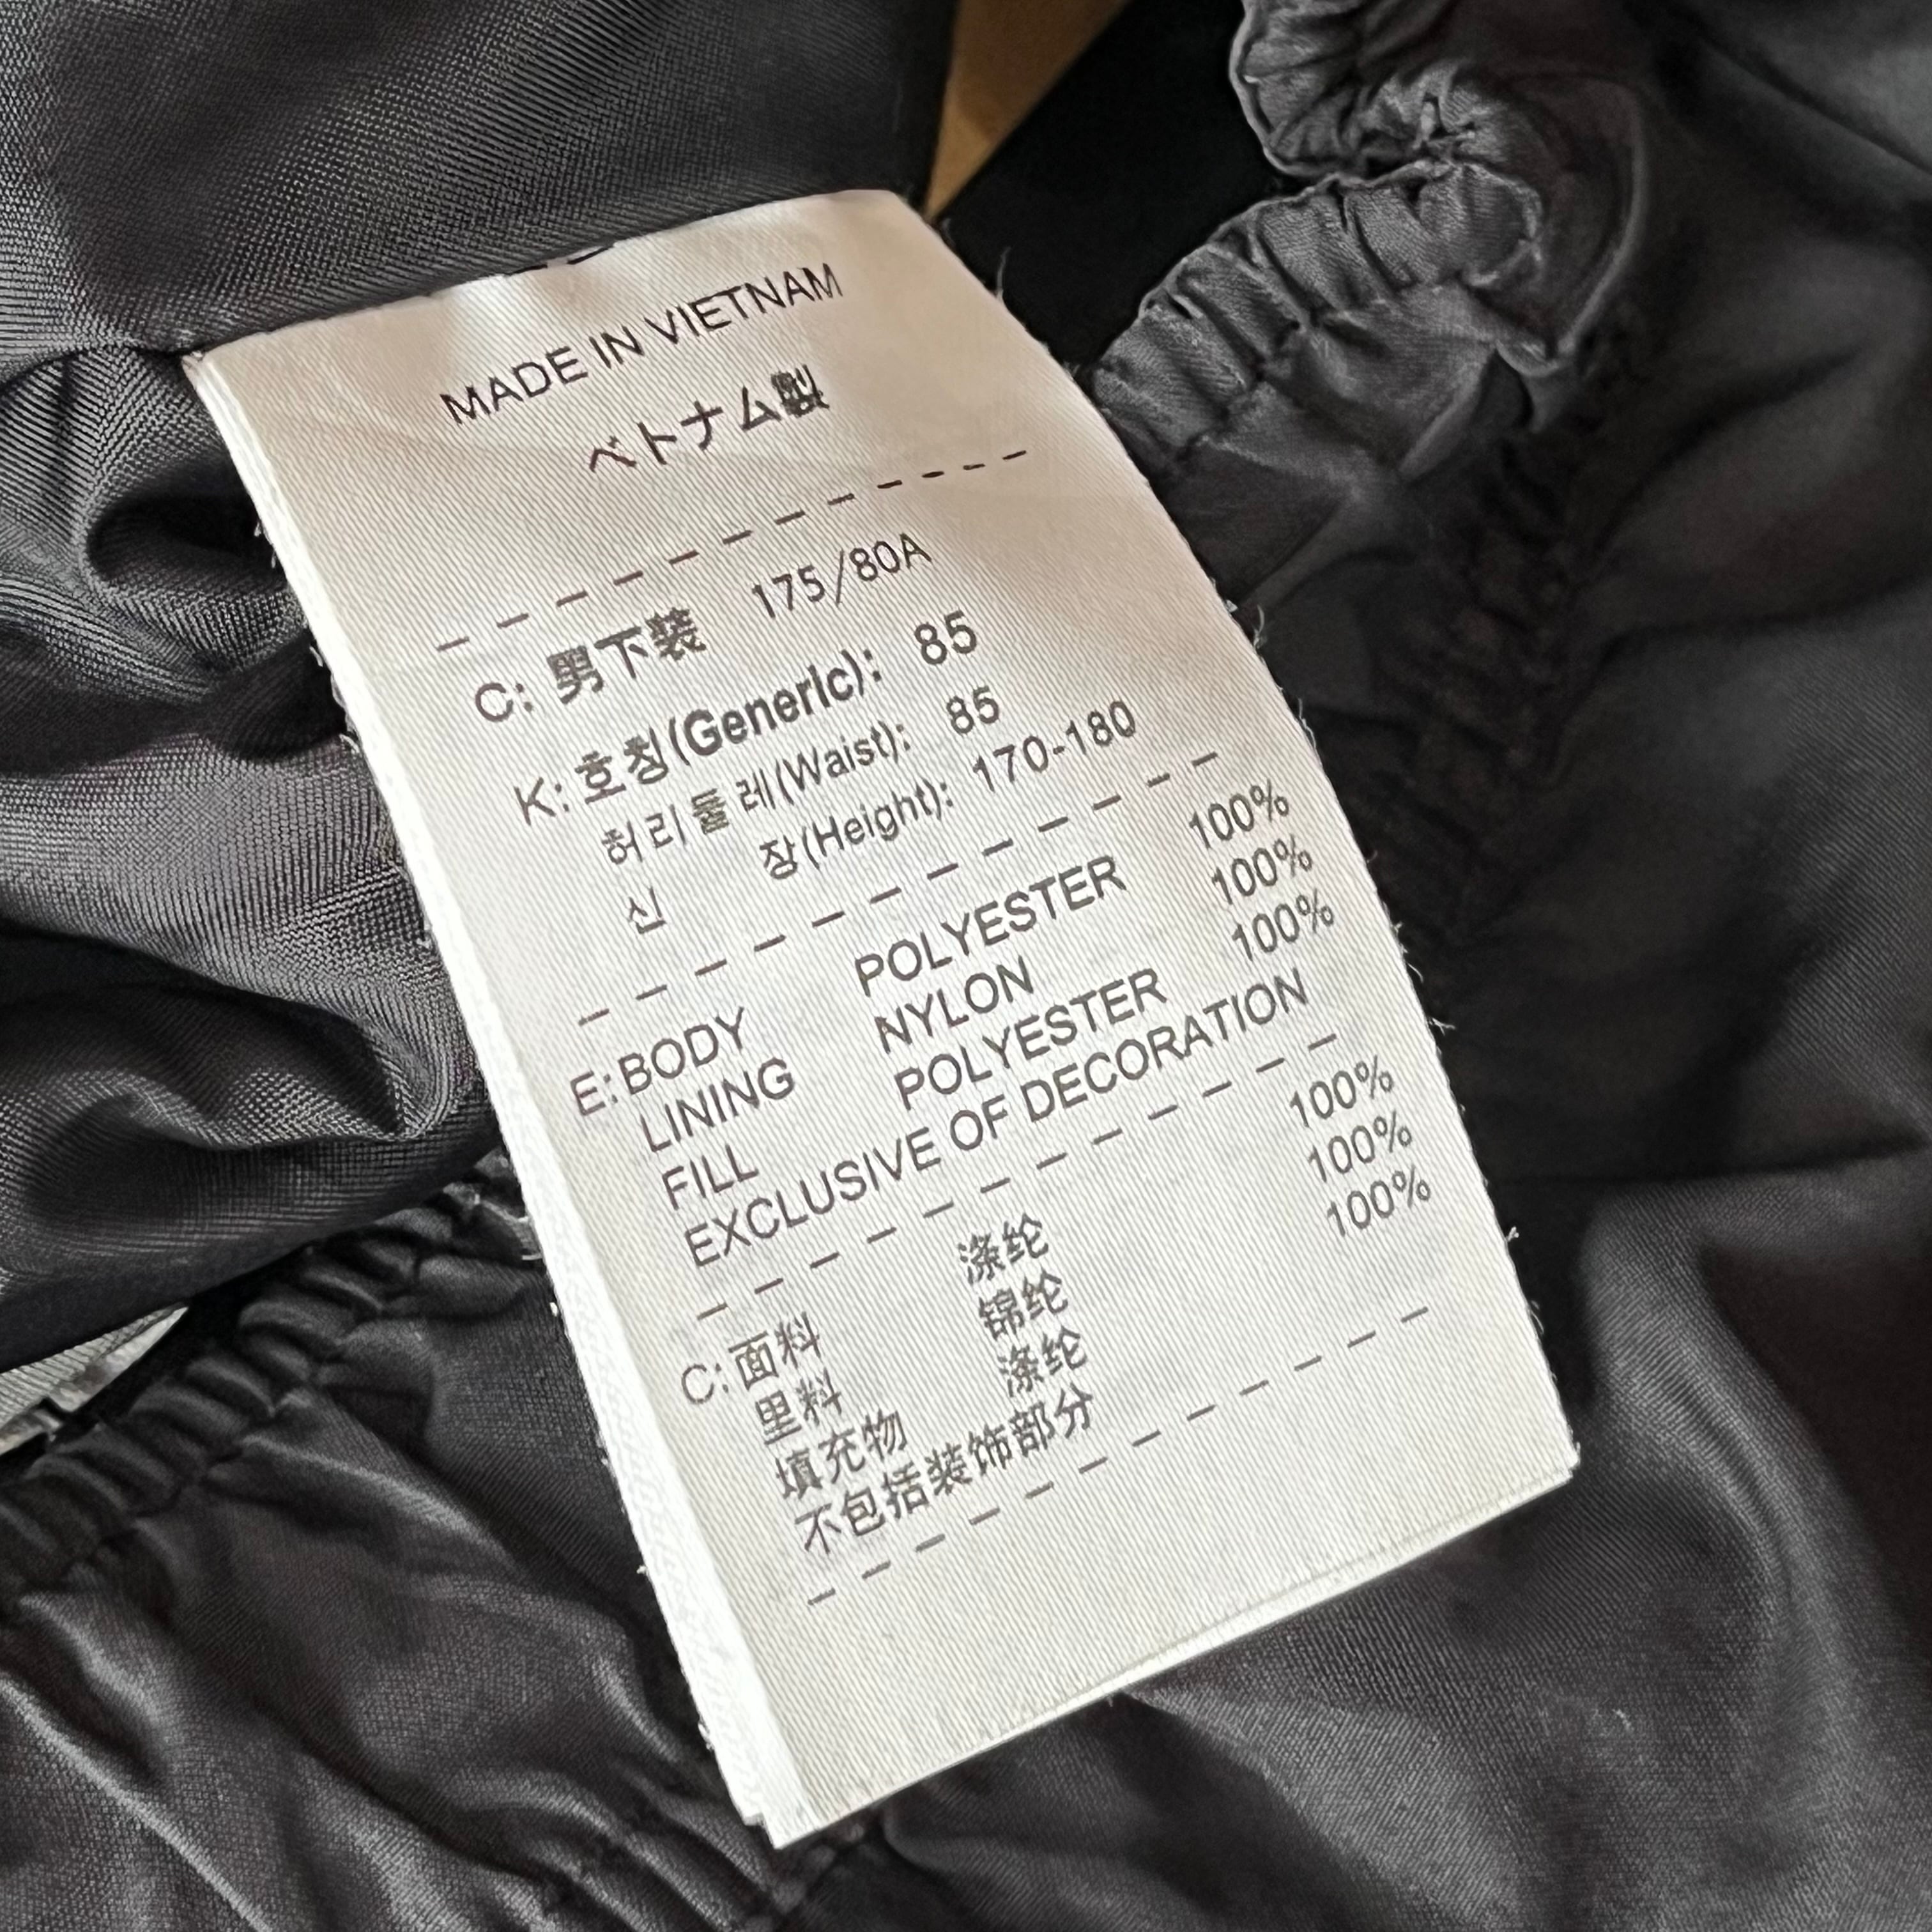 MADE IN VIETNAM
ベトナム製
C: 男下装 175/80A
K: 호칭(Generic): 85
허리둘레(Waist): 85
신 장(Height): 170-180
E: BODY POLYESTER 100%
LINING NYLON 100%
FILL POLYESTER 100%
EXCLUSIVE OF DECORATION
C: 面料 涤纶 100%
里料 锦纶 100%
填充物 涤纶 100%
不包括装饰部分